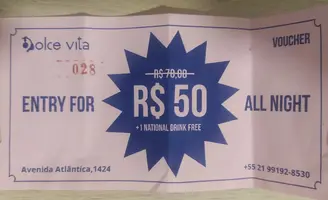 Dolce vita
VOUCHER
028
R$ 70,00
ENTRY FOR
R$ 50
ALL NIGHT
+ 1 NATIONAL DRINK FREE
Avenida Atlântica,1424
+55 21 99192-8530